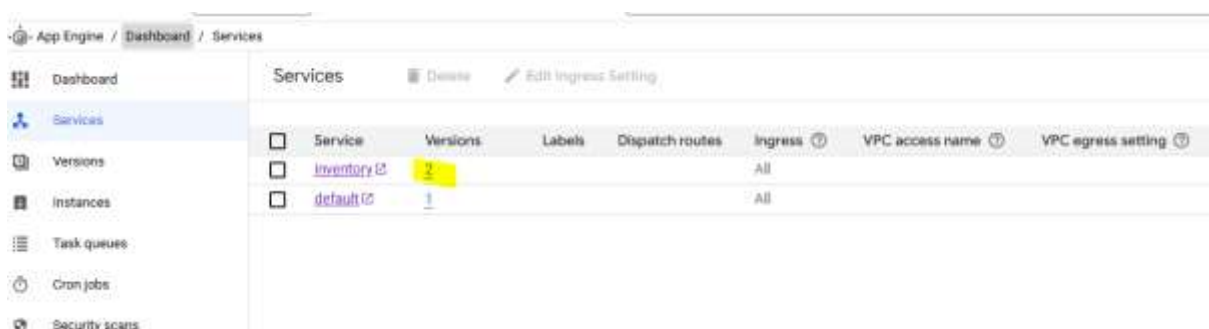 App Engine / Dashboard / Services
Dashboard
Services
Versions
Instances
Task queues
Cron jobs
Security scans
Services Delete Edit Ingress Setting
Service Versions Labels Dispatch routes Ingress VPC access name VPC egress setting
inventory 2 All
default 1 All